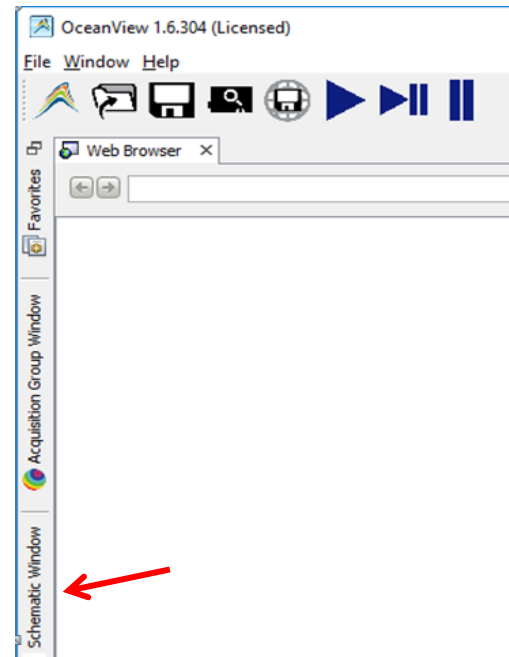 OceanView 1.6.304 (Licensed)
File Window Help
Web Browser
Favorites
Acquisition Group Window
Schematic Window